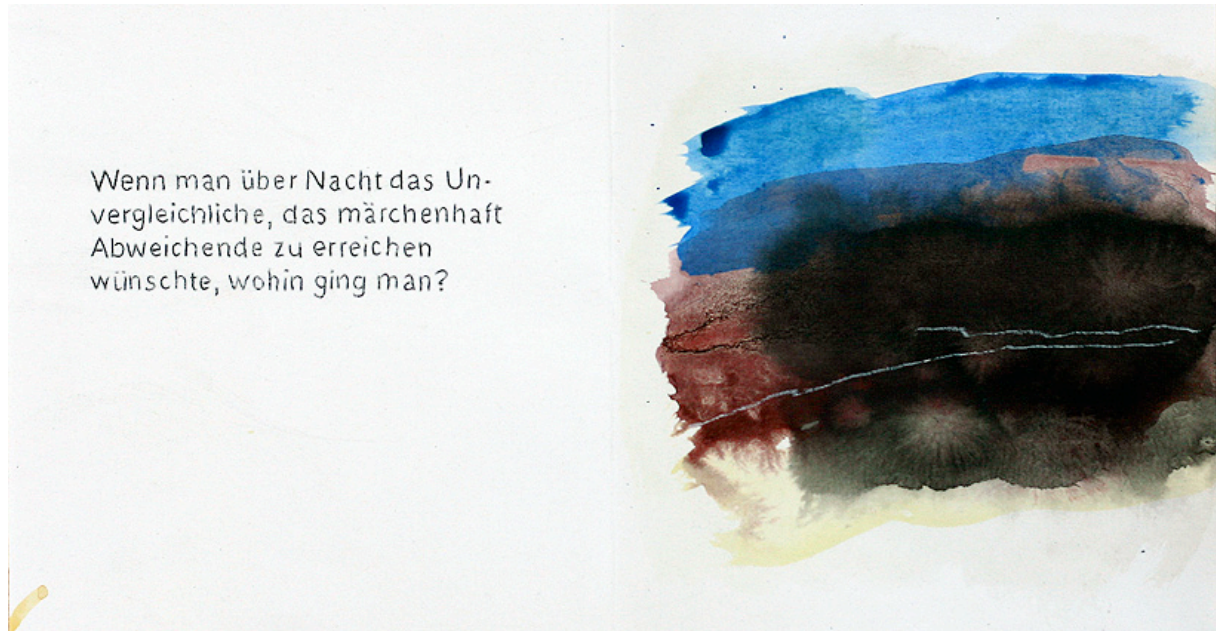 Wenn man über Nacht das Un-
vergleichliche, das märchenhaft
Abweichende zu erreichen
wünschte, wohin ging man?